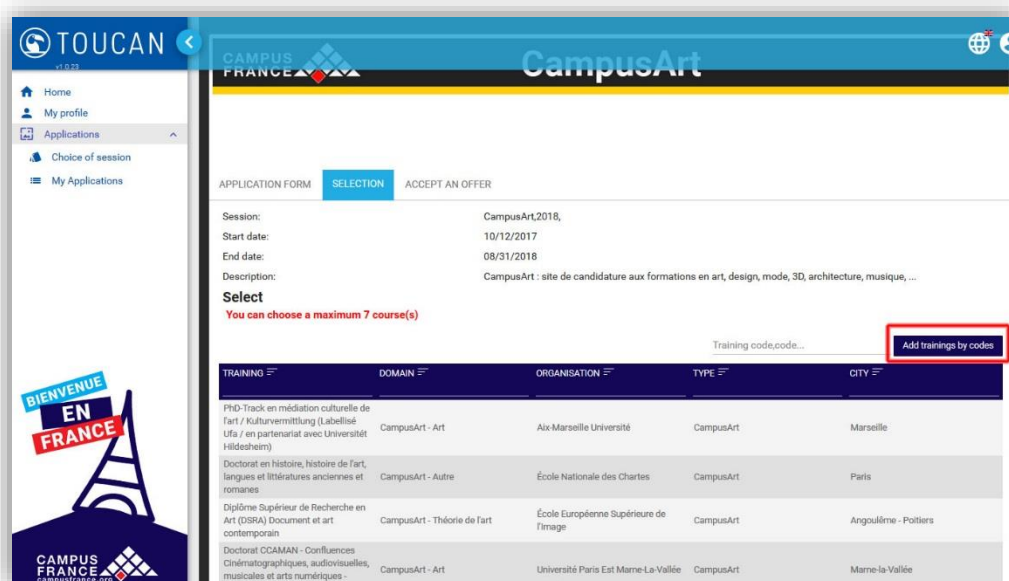 TOUCAN
v1.0.23
Home
My profile
Applications
Choice of session
My Applications
BIENVENUE
EN
FRANCE
CAMPUS
FRANCE
campusfrance.org
CAMPUS
FRANCE
CampusArt
APPLICATION FORM SELECTION ACCEPT AN OFFER
Session: CampusArt,2018,
Start date: 10/12/2017
End date: 08/31/2018
Description: CampusArt : site de candidature aux formations en art, design, mode, 3D, architecture, musique, ...
Select
You can choose a maximum 7 course(s)
Training code,code... Add trainings by codes
TRAINING DOMAIN ORGANISATION TYPE CITY
PhD-Track en médiation culturelle de
l'art / Kulturvermittlung (Labellisé
Ufa / en partenariat avec Universität
Hildesheim)
CampusArt - Art
Aix-Marseille Université
CampusArt
Marseille
Doctorat en histoire, histoire de l'art,
langues et littératures anciennes et
romanes
CampusArt - Autre
École Nationale des Chartes
CampusArt
Paris
Diplôme Supérieur de Recherche en
Art (DSRA) Document et art
contemporain
CampusArt - Théorie de l'art
École Européenne Supérieure de
l'Image
CampusArt
Angoulême - Poitiers
Doctorat CCAMAN - Confluences
Cinématographiques, audiovisuelles,
musicales et arts numériques -
CampusArt - Art
Université Paris Est Marne-La-Vallée
CampusArt
Marne-la-Vallée